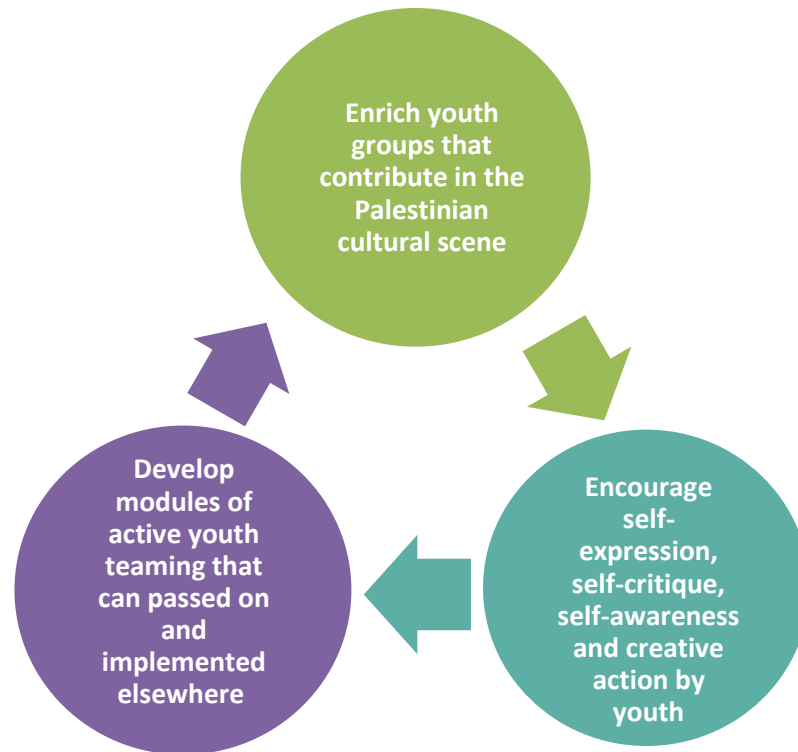 Enrich youth
groups that
contribute in the
Palestinian
cultural scene
Encourage
self-
expression,
self-critique,
self-awareness
and creative
action by
youth
Develop
modules of
active youth
teaming that
can passed on
and
implemented
elsewhere